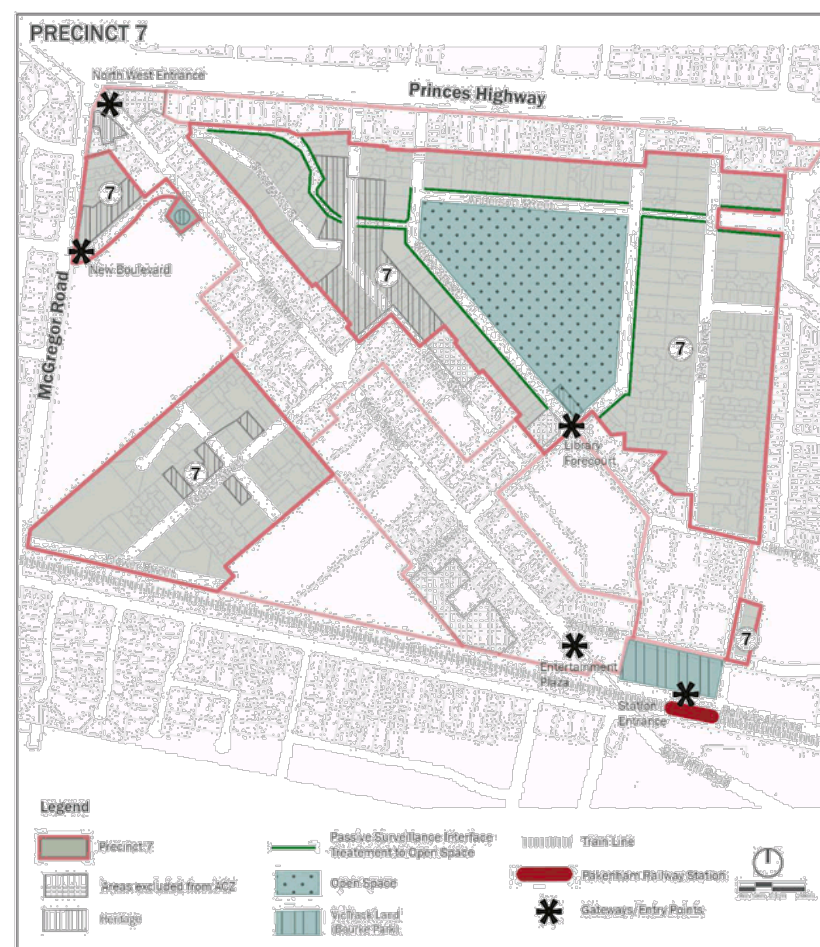 PRECINCT 7
North West Entrance
Princes Highway
7
New Boulevard
McGregor Road
7
7
Library
Forecourt
7
7
Entertainment
Plaza
Station
Entrance
Legend
Precinct 7
Areas excluded from ACZ
Heritage
Passive Surveillance Interface
Treatement to Open Space
Open Space
VicTrack Land
(Bourke Park)
Train Line
Pakenham Railway Station
Gateways/Entry Points